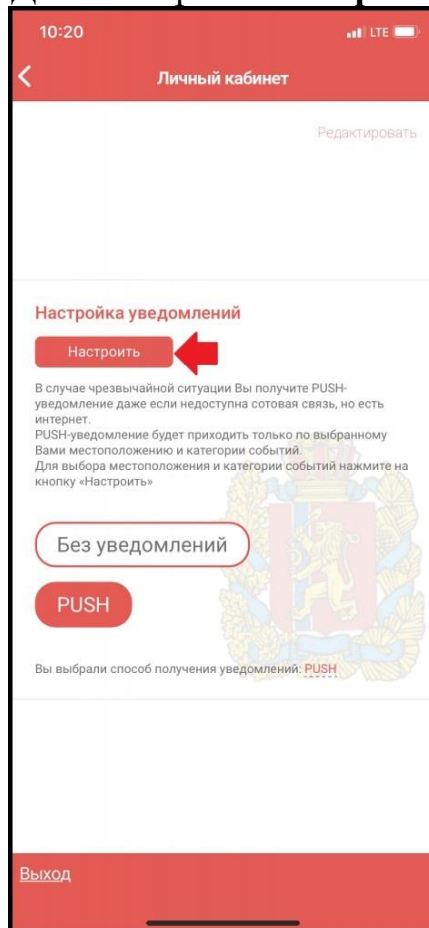 10:20
LTE
Личный кабинет
Редактировать
Настройка уведомлений
Настроить
В случае чрезвычайной ситуации Вы получите PUSH-
уведомление даже если недоступна сотовая связь, но есть
интернет.
PUSH-уведомление будет приходить только по выбранному
Вами местоположению и категории событий.
Для выбора местоположения и категории событий нажмите на
кнопку «Настроить»
Без уведомлений
PUSH
Вы выбрали способ получения уведомлений: PUSH
Выход